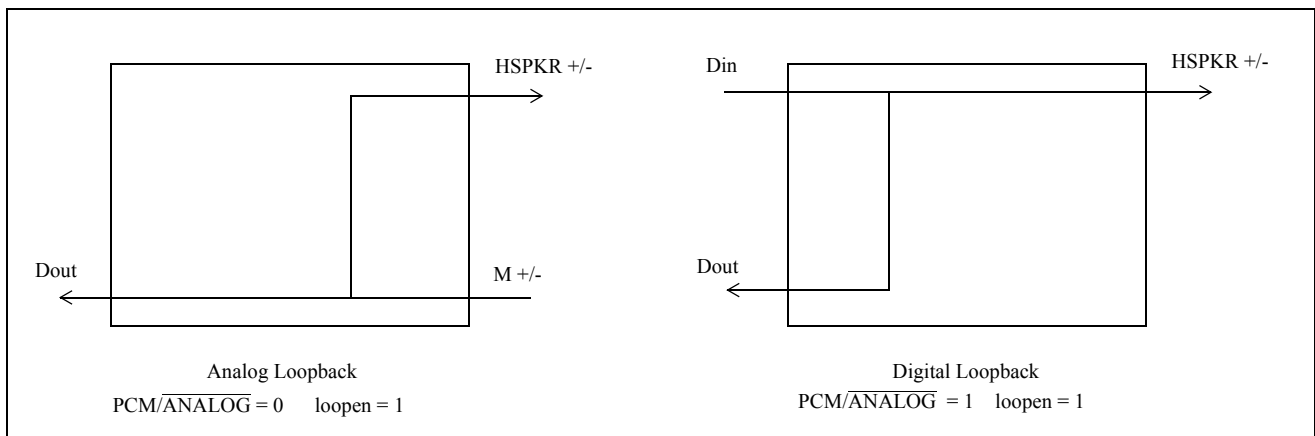 HSPKR +/-
Dout
M +/-
Analog Loopback
PCM/ANALOG = 0 loopen = 1
Din
HSPKR +/-
Dout
Digital Loopback
PCM/ANALOG = 1 loopen = 1